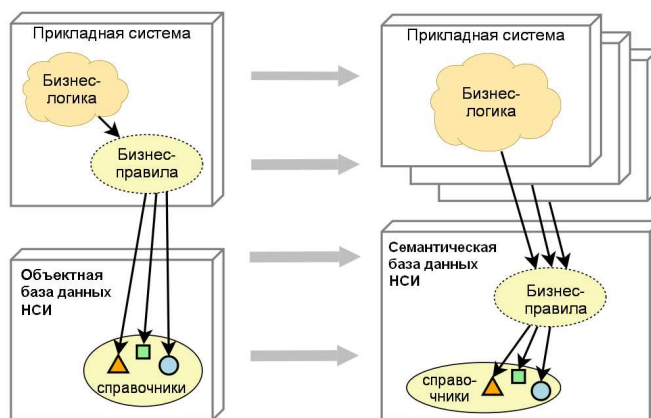 Прикладная система
Бизнес-
логика
Бизнес-
правила
Объектная
база данных
НСИ
справочники
Прикладная система
Бизнес-
логика
Семантическая
база данных
НСИ
Бизнес-
правила
справо-
чники